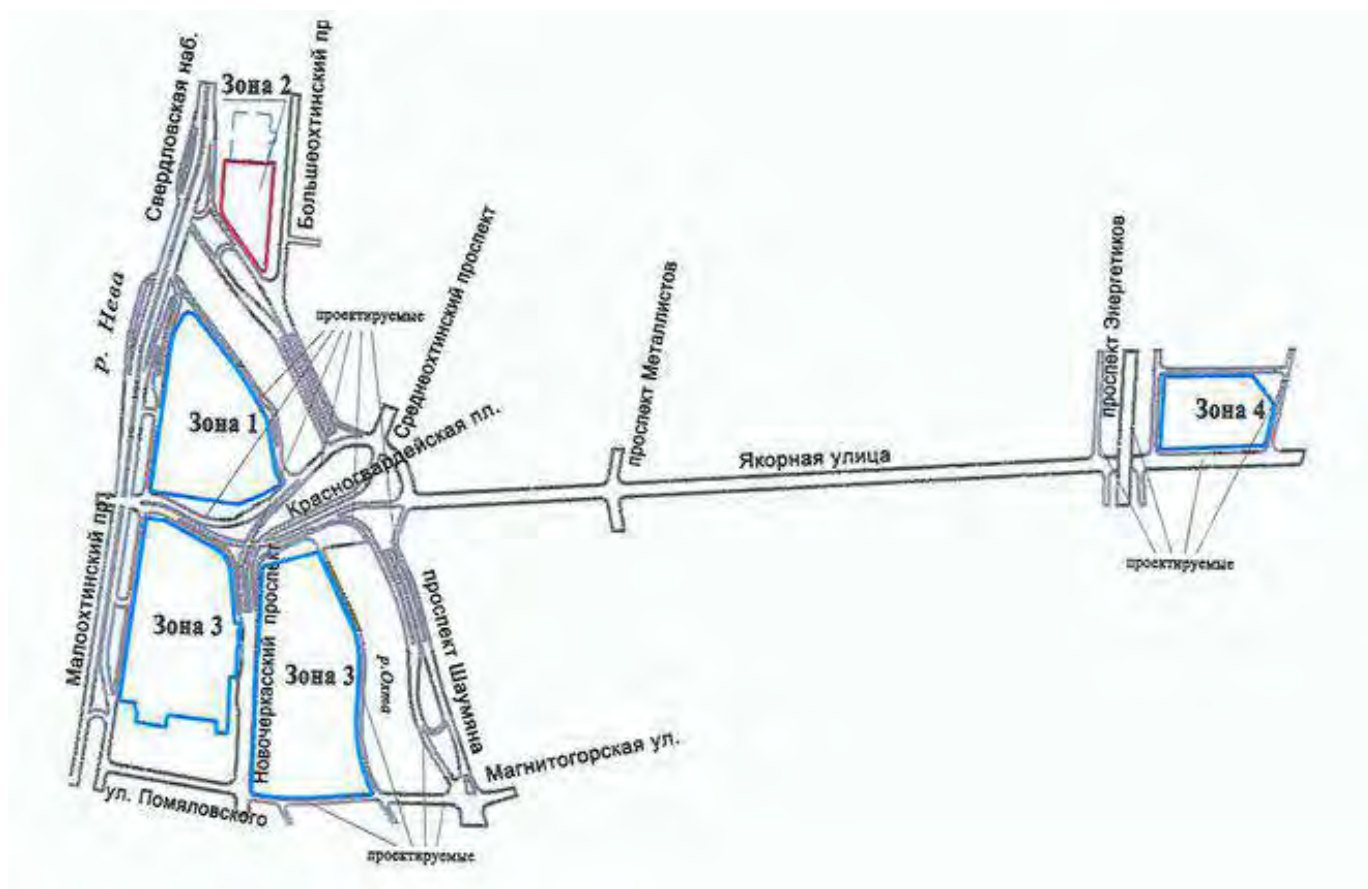 Свердловская наб.
Зона 2
Большеохтинский пр
р. Нева
проектируемые
Среднеохтинский проспект
проспект Металлистов
проспект Энергетиков
Зона 1
Красногвардейская пл.
Якорная улица
Зона 4
проектируемые
Малоохтинский пр.
Зона 3
Новочеркасский проспект
Зона 3
р.Охта
проспект Шаумяна
Магнитогорская ул.
ул. Помяловского
проектируемые